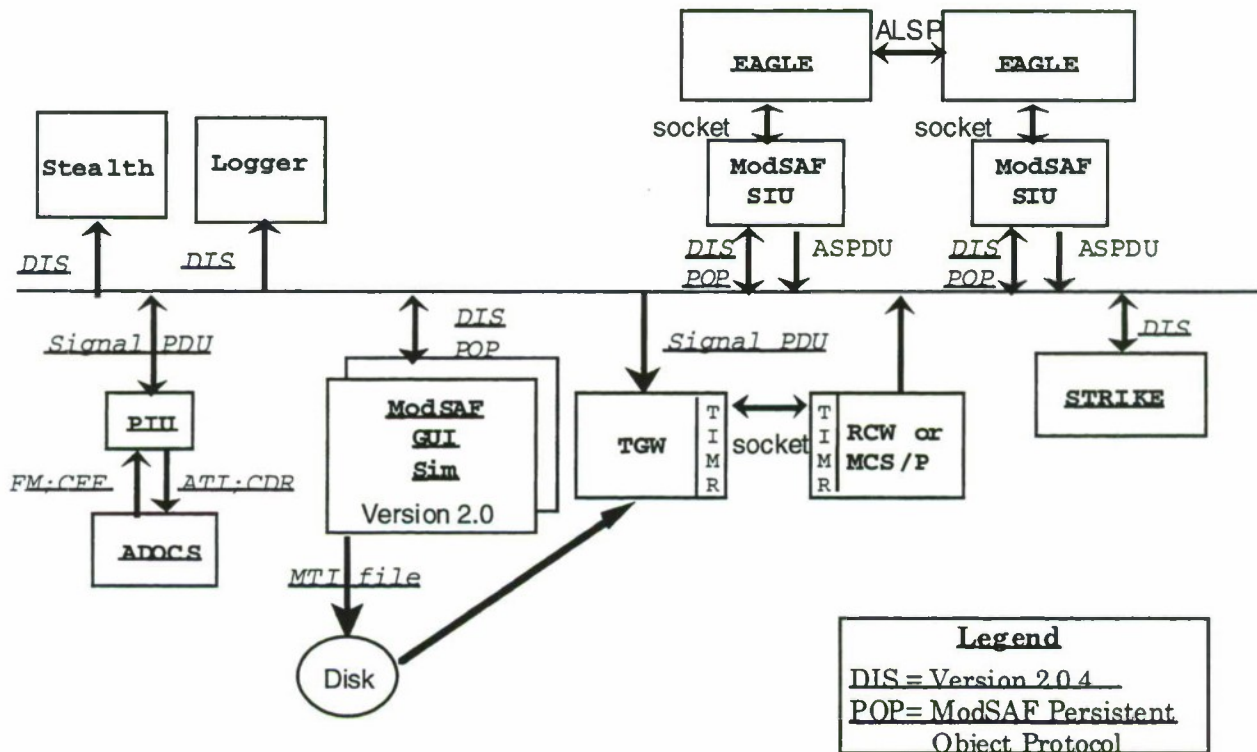 ALSP
EAGLE
EAGLE
socket
socket
Stealth
Logger
ModSAF
SIU
ModSAF
SIU
DIS
DIS
DIS
POP
ASPDU
DIS
POP
ASPDU
Signal PDU
DIS
POP
Signal PDU
DIS
ModSAF
GUI
Sim
Version 2.0
PIU
TGW
TIMR
socket
TIMR
RCW or
MCS/P
STRIKE
FM;CFF
ATI;CDR
ADOCS
MTI file
Disk
Legend
DIS = Version 2.0.4
POP= ModSAF Persistent
Object Protocol